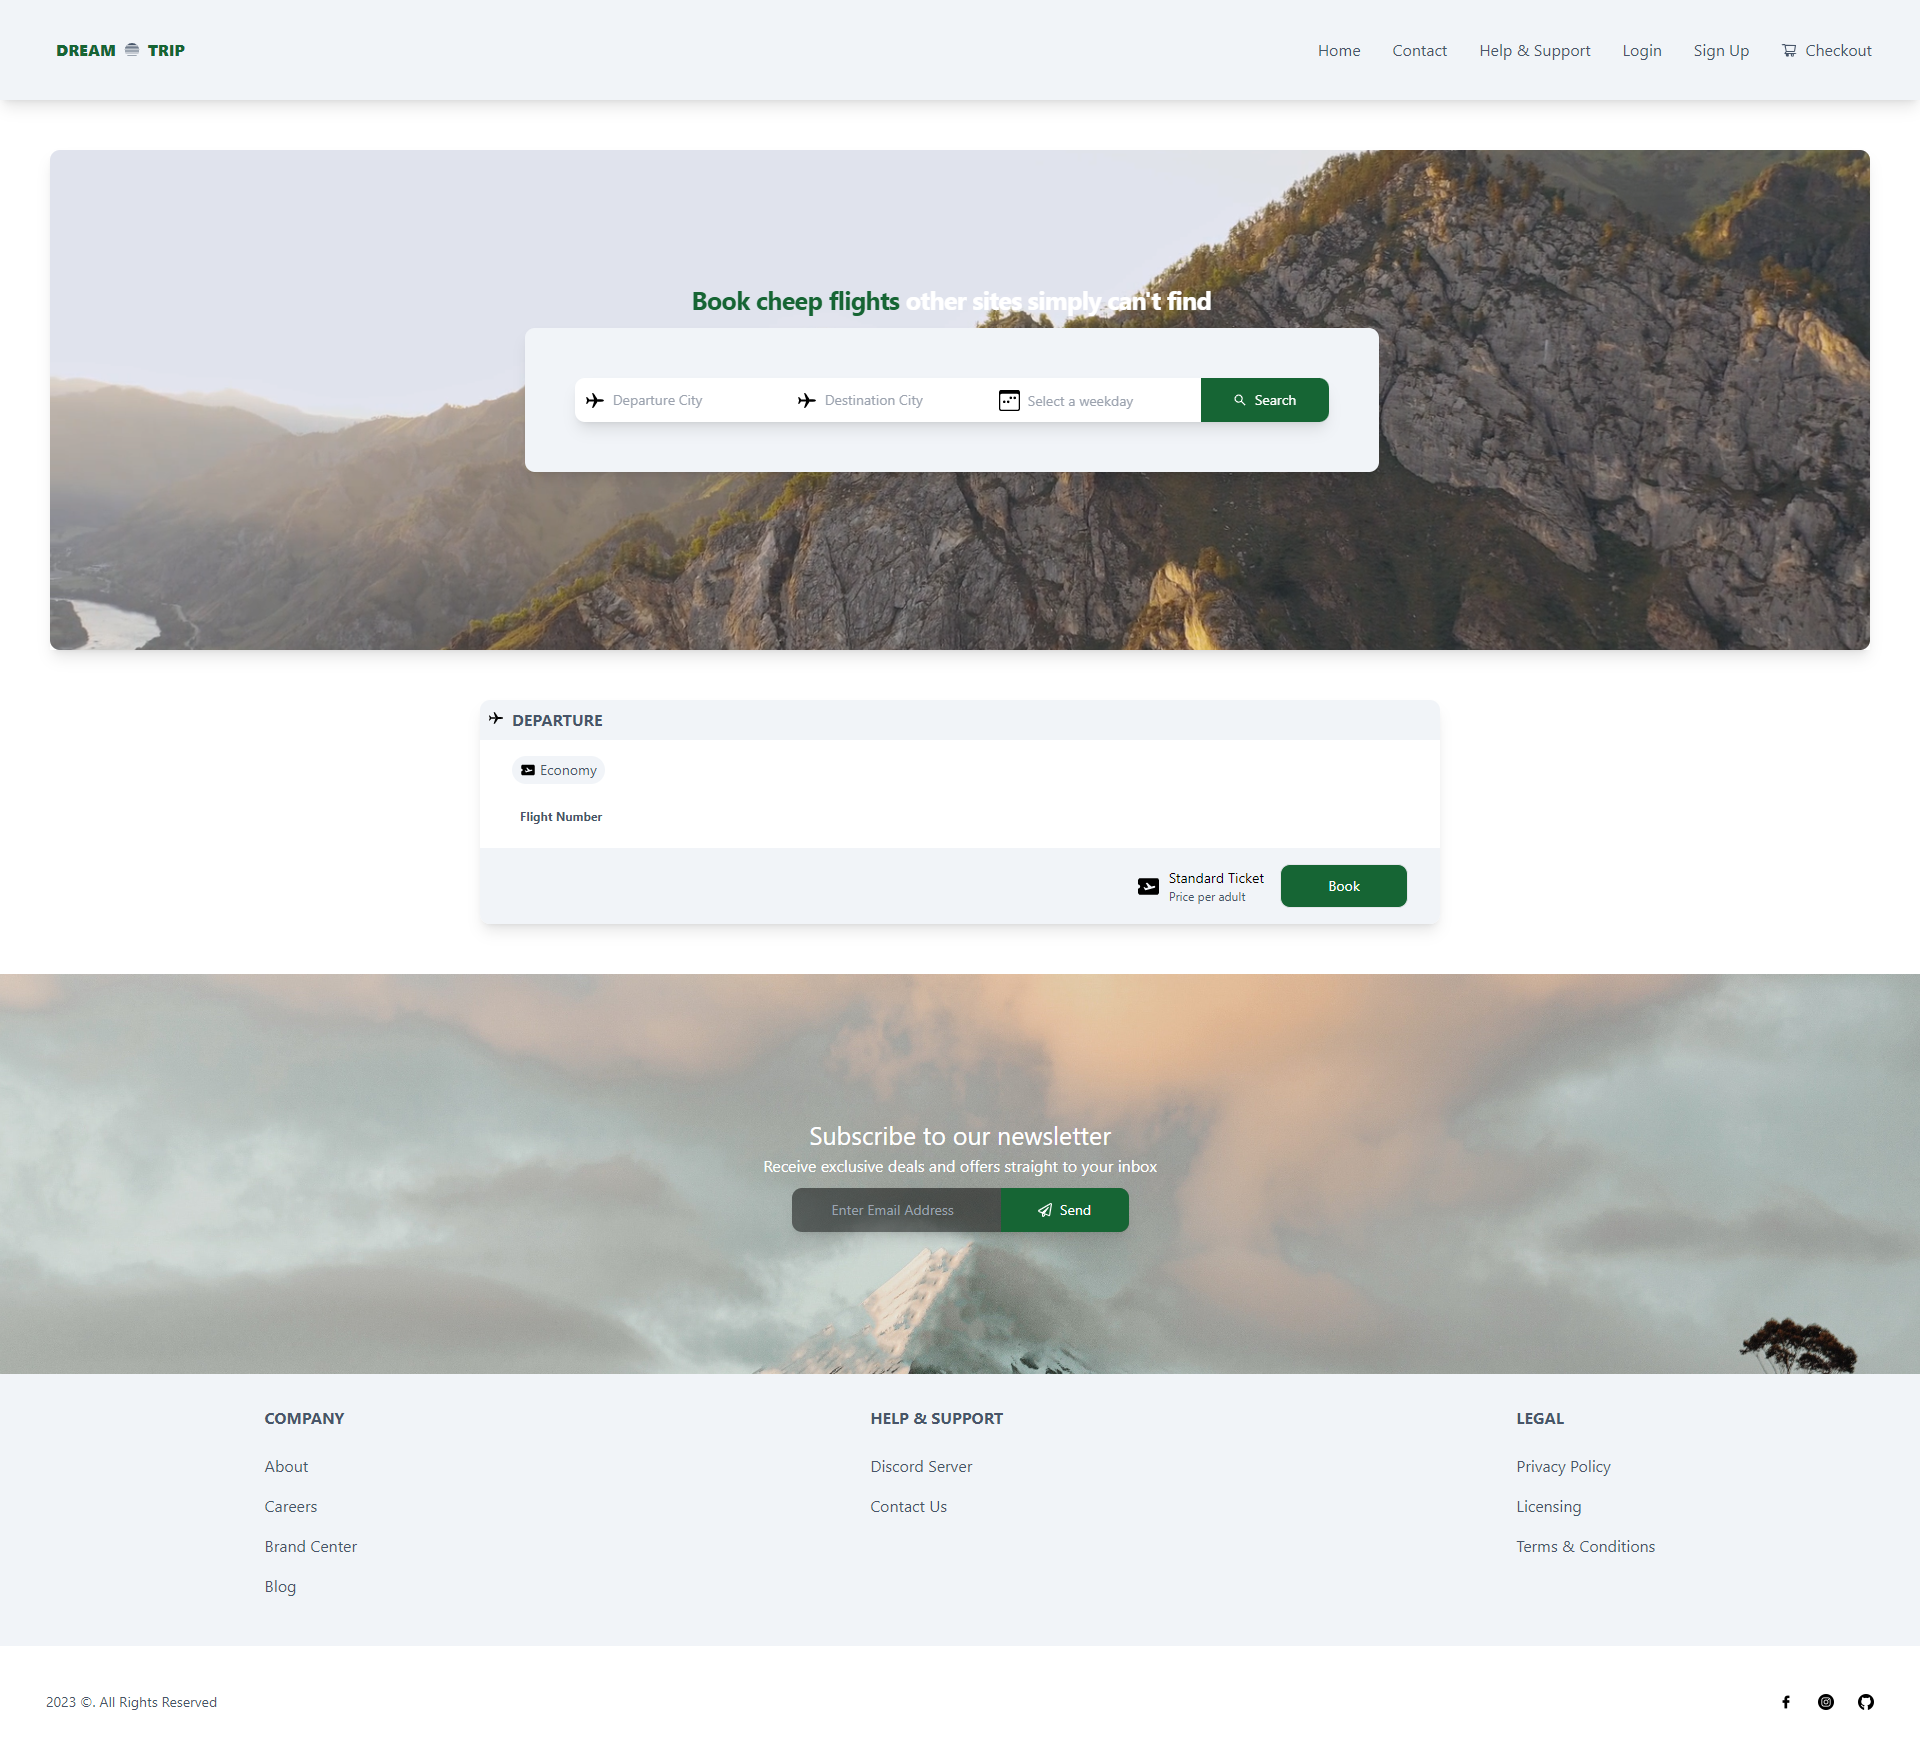 DREAM TRIP
Home Contact Help & Support Login Sign Up Checkout
Book cheep flights other sites simply can't find
Departure City Destination City Select a weekday Search
DEPARTURE
Economy
Flight Number
Standard Ticket
Price per adult
Book
Subscribe to our newsletter
Receive exclusive deals and offers straight to your inbox
Enter Email Address Send
COMPANY
About
Careers
Brand Center
Blog
HELP & SUPPORT
Discord Server
Contact Us
LEGAL
Privacy Policy
Licensing
Terms & Conditions
2023 ©. All Rights Reserved